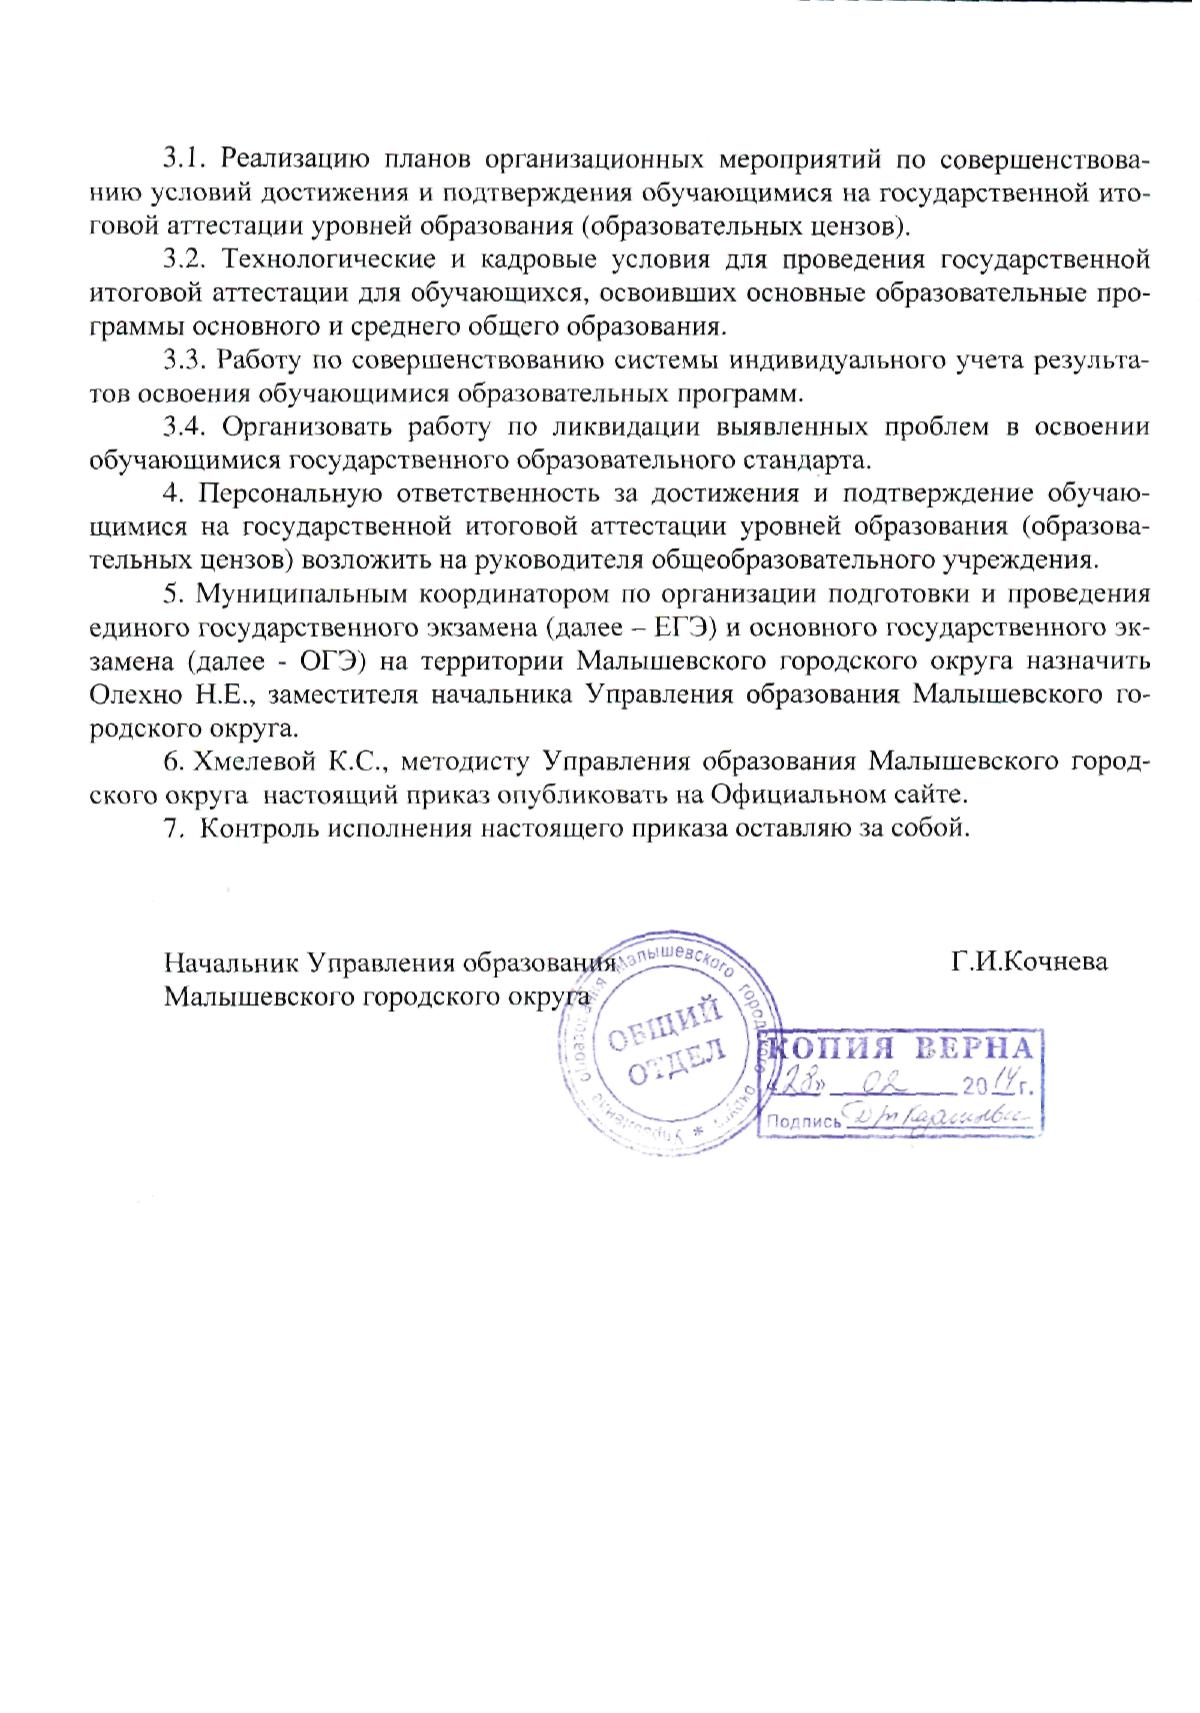 3.1. Реализацию планов организационных мероприятий по совершенствова-
нию условий достижения и подтверждения обучающимися на государственной ито-
говой аттестации уровней образования (образовательных цензов).
3.2. Технологические и кадровые условия для проведения государственной
итоговой аттестации для обучающихся, освоивших основные образовательные про-
граммы основного и среднего общего образования.
3.3. Работу по совершенствованию системы индивидуального учета результа-
тов освоения обучающимися образовательных программ.
3.4. Организовать работу по ликвидации выявленных проблем в освоении
обучающимися государственного образовательного стандарта.
4. Персональную ответственность за достижения и подтверждение обучаю-
щимися на государственной итоговой аттестации уровней образования (образова-
тельных цензов) возложить на руководителя общеобразовательного учреждения.
5. Муниципальным координатором по организации подготовки и проведения
единого государственного экзамена (далее – ЕГЭ) и основного государственного эк-
замена (далее - ОГЭ) на территории Малышевского городского округа назначить
Олехно Н.Е., заместителя начальника Управления образования Малышевского го-
родского округа.
6. Хмелевой К.С., методисту Управления образования Малышевского город-
ского округа настоящий приказ опубликовать на Официальном сайте.
7. Контроль исполнения настоящего приказа оставляю за собой.
Начальник Управления образования Г.И.Кочнева
Малышевского городского округа
Управление образования Малышевского городского округа *
ОБЩИЙ
ОТДЕЛ
КОПИЯ ВЕРНА
«28» 02 2014 г.
Подпись